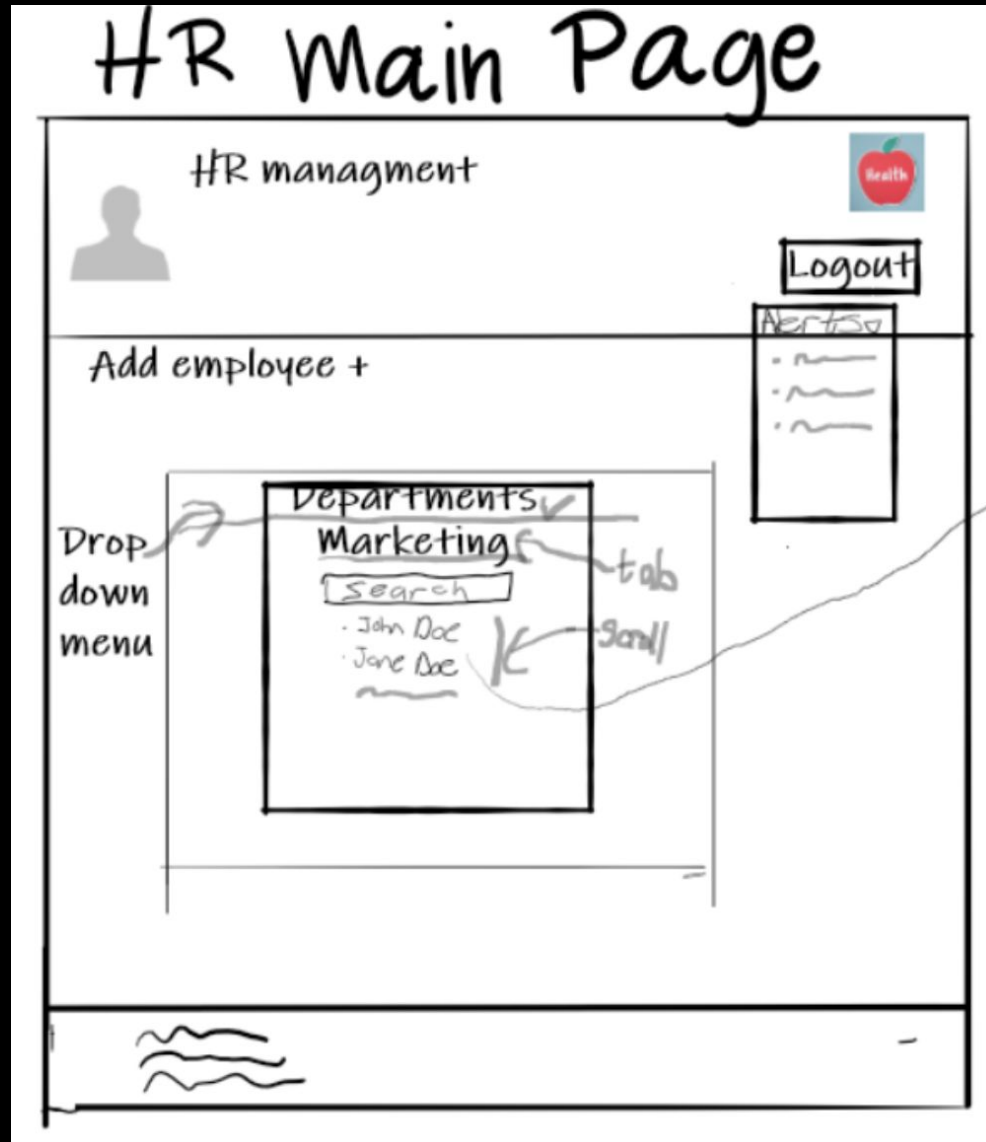 HR Main Page
HR managment
Health
Logout
Alerts
Add employee +
Departments
Drop
down
menu
Marketing
tab
Search
John Doe
Jane Doe
Scroll